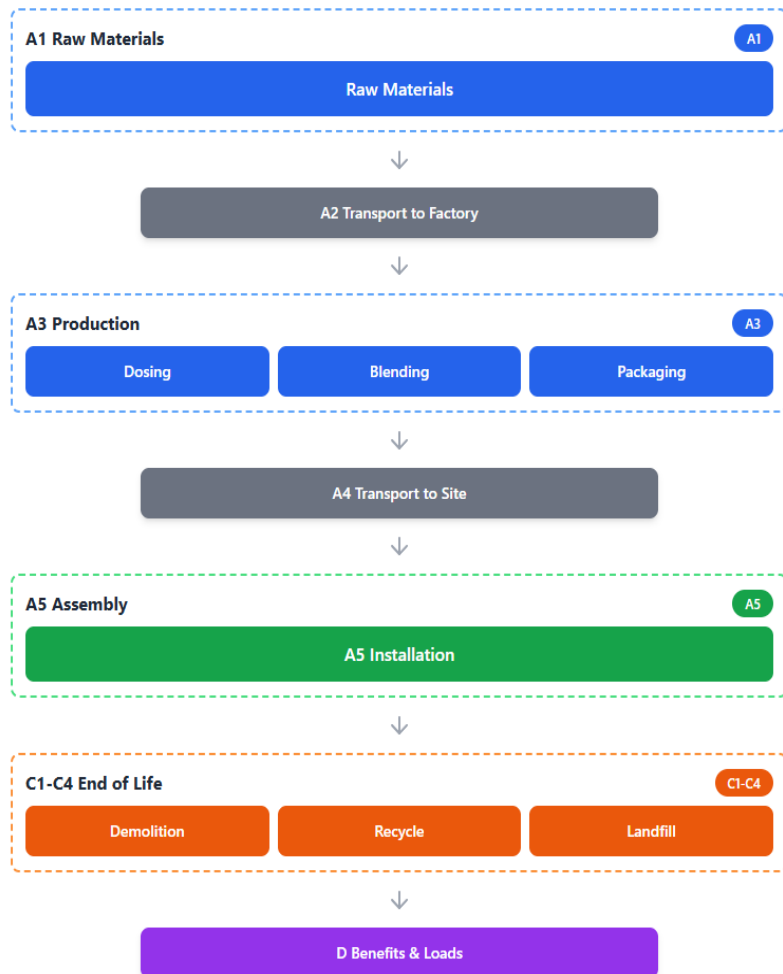 A1 Raw Materials A1
Raw Materials
A2 Transport to Factory
A3 Production A3
Dosing Blending Packaging
A4 Transport to Site
A5 Assembly A5
A5 Installation
C1-C4 End of Life C1-C4
Demolition Recycle Landfill
D Benefits & Loads